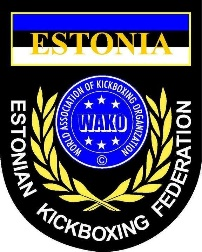 ESTONIA
WORLD ASSOCIATION OF KICKBOXING ORGANIZATION
WAKO
©
ESTONIAN KICKBOXING FEDERATION